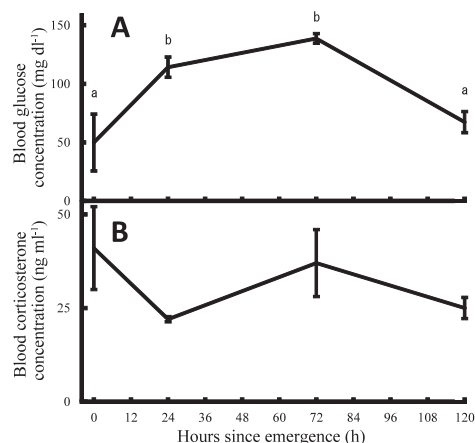 A
Blood glucose
concentration (mg dl-1)
150
100
50
0
a
b
b
a
B
Blood corticosterone
concentration (ng ml-1)
50
25
0
0 12 24 36 48 60 72 84 96 108 120
Hours since emergence (h)